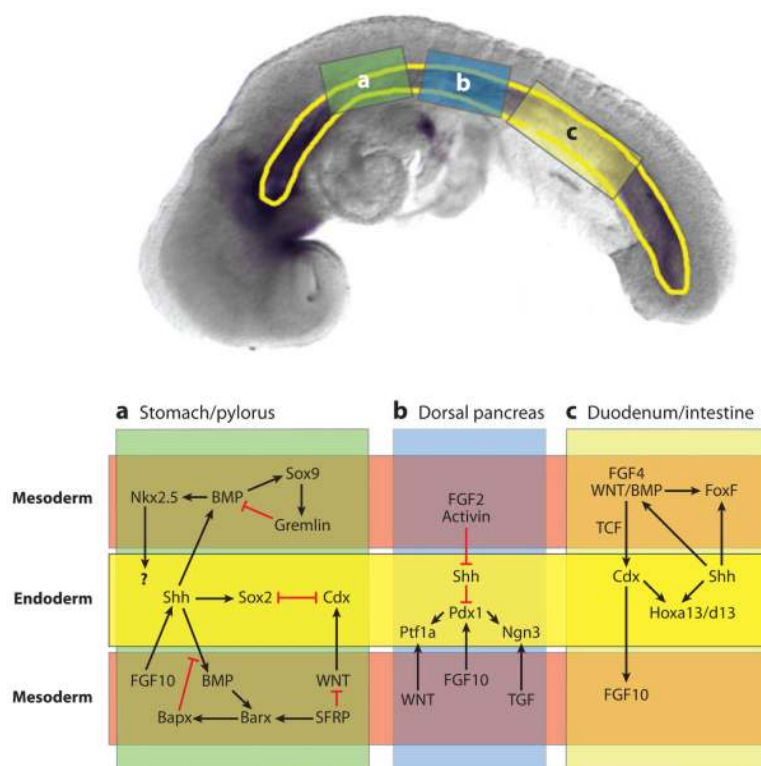 a
b
c
a Stomach/pylorus
b Dorsal pancreas
c Duodenum/intestine
Mesoderm
Nkx2.5
BMP
Sox9
Gremlin
?
FGF2
Activin
FGF4
WNT/BMP
FoxF
TCF
Endoderm
Shh
Sox2
Cdx
Shh
Pdx1
Ptf1a
Ngn3
Cdx
Shh
Hoxa13/d13
Mesoderm
FGF10
BMP
WNT
Bapx
Barx
SFRP
WNT
FGF10
TGF
FGF10